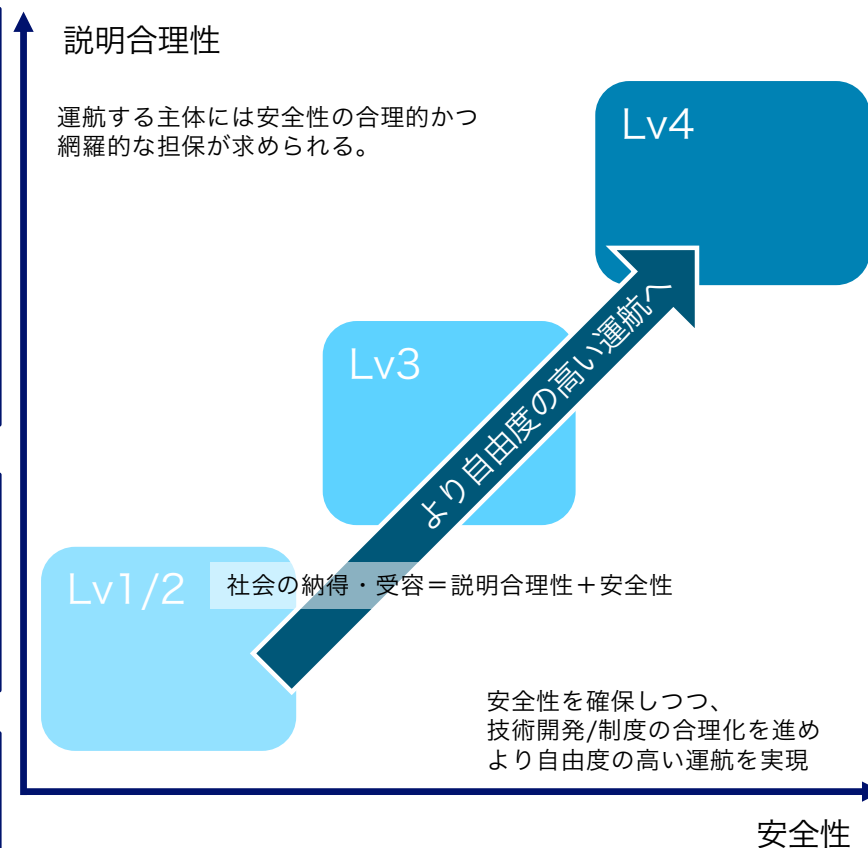 説明合理性
運航する主体には安全性の合理的かつ
網羅的な担保が求められる。
Lv4
より自由度の高い運航へ
Lv3
Lv1/2
社会の納得・受容＝説明合理性＋安全性
安全性を確保しつつ、
技術開発/制度の合理化を進め
より自由度の高い運航を実現
安全性